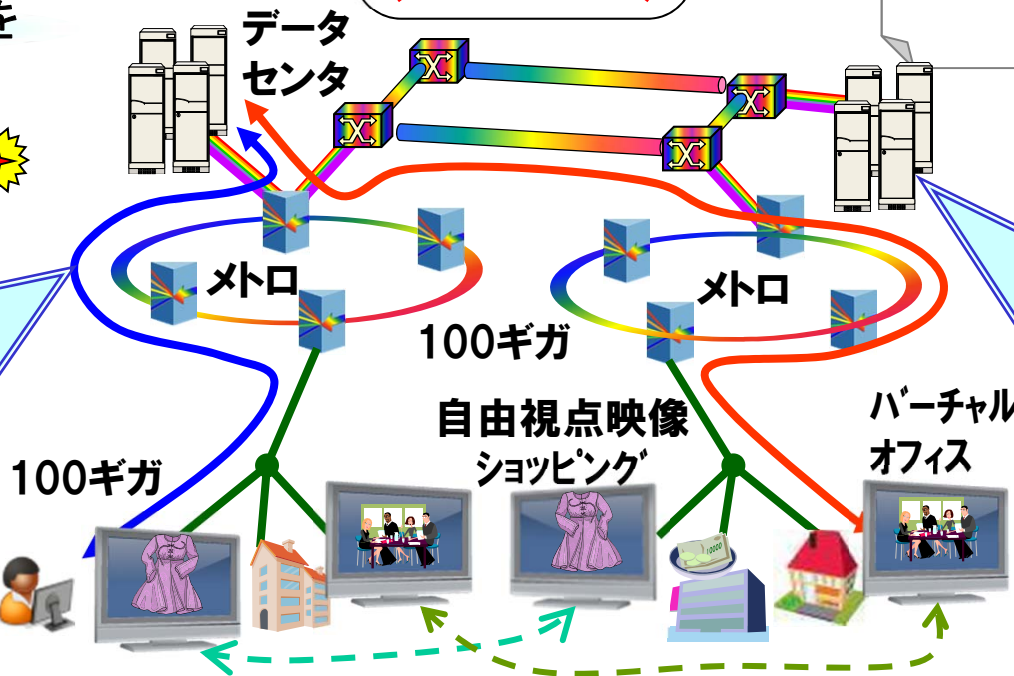 を
データ
センタ
メトロ
メトロ
100ギガ
自由視点映像
ショッピング
バーチャル
オフィス
100ギガ
10000